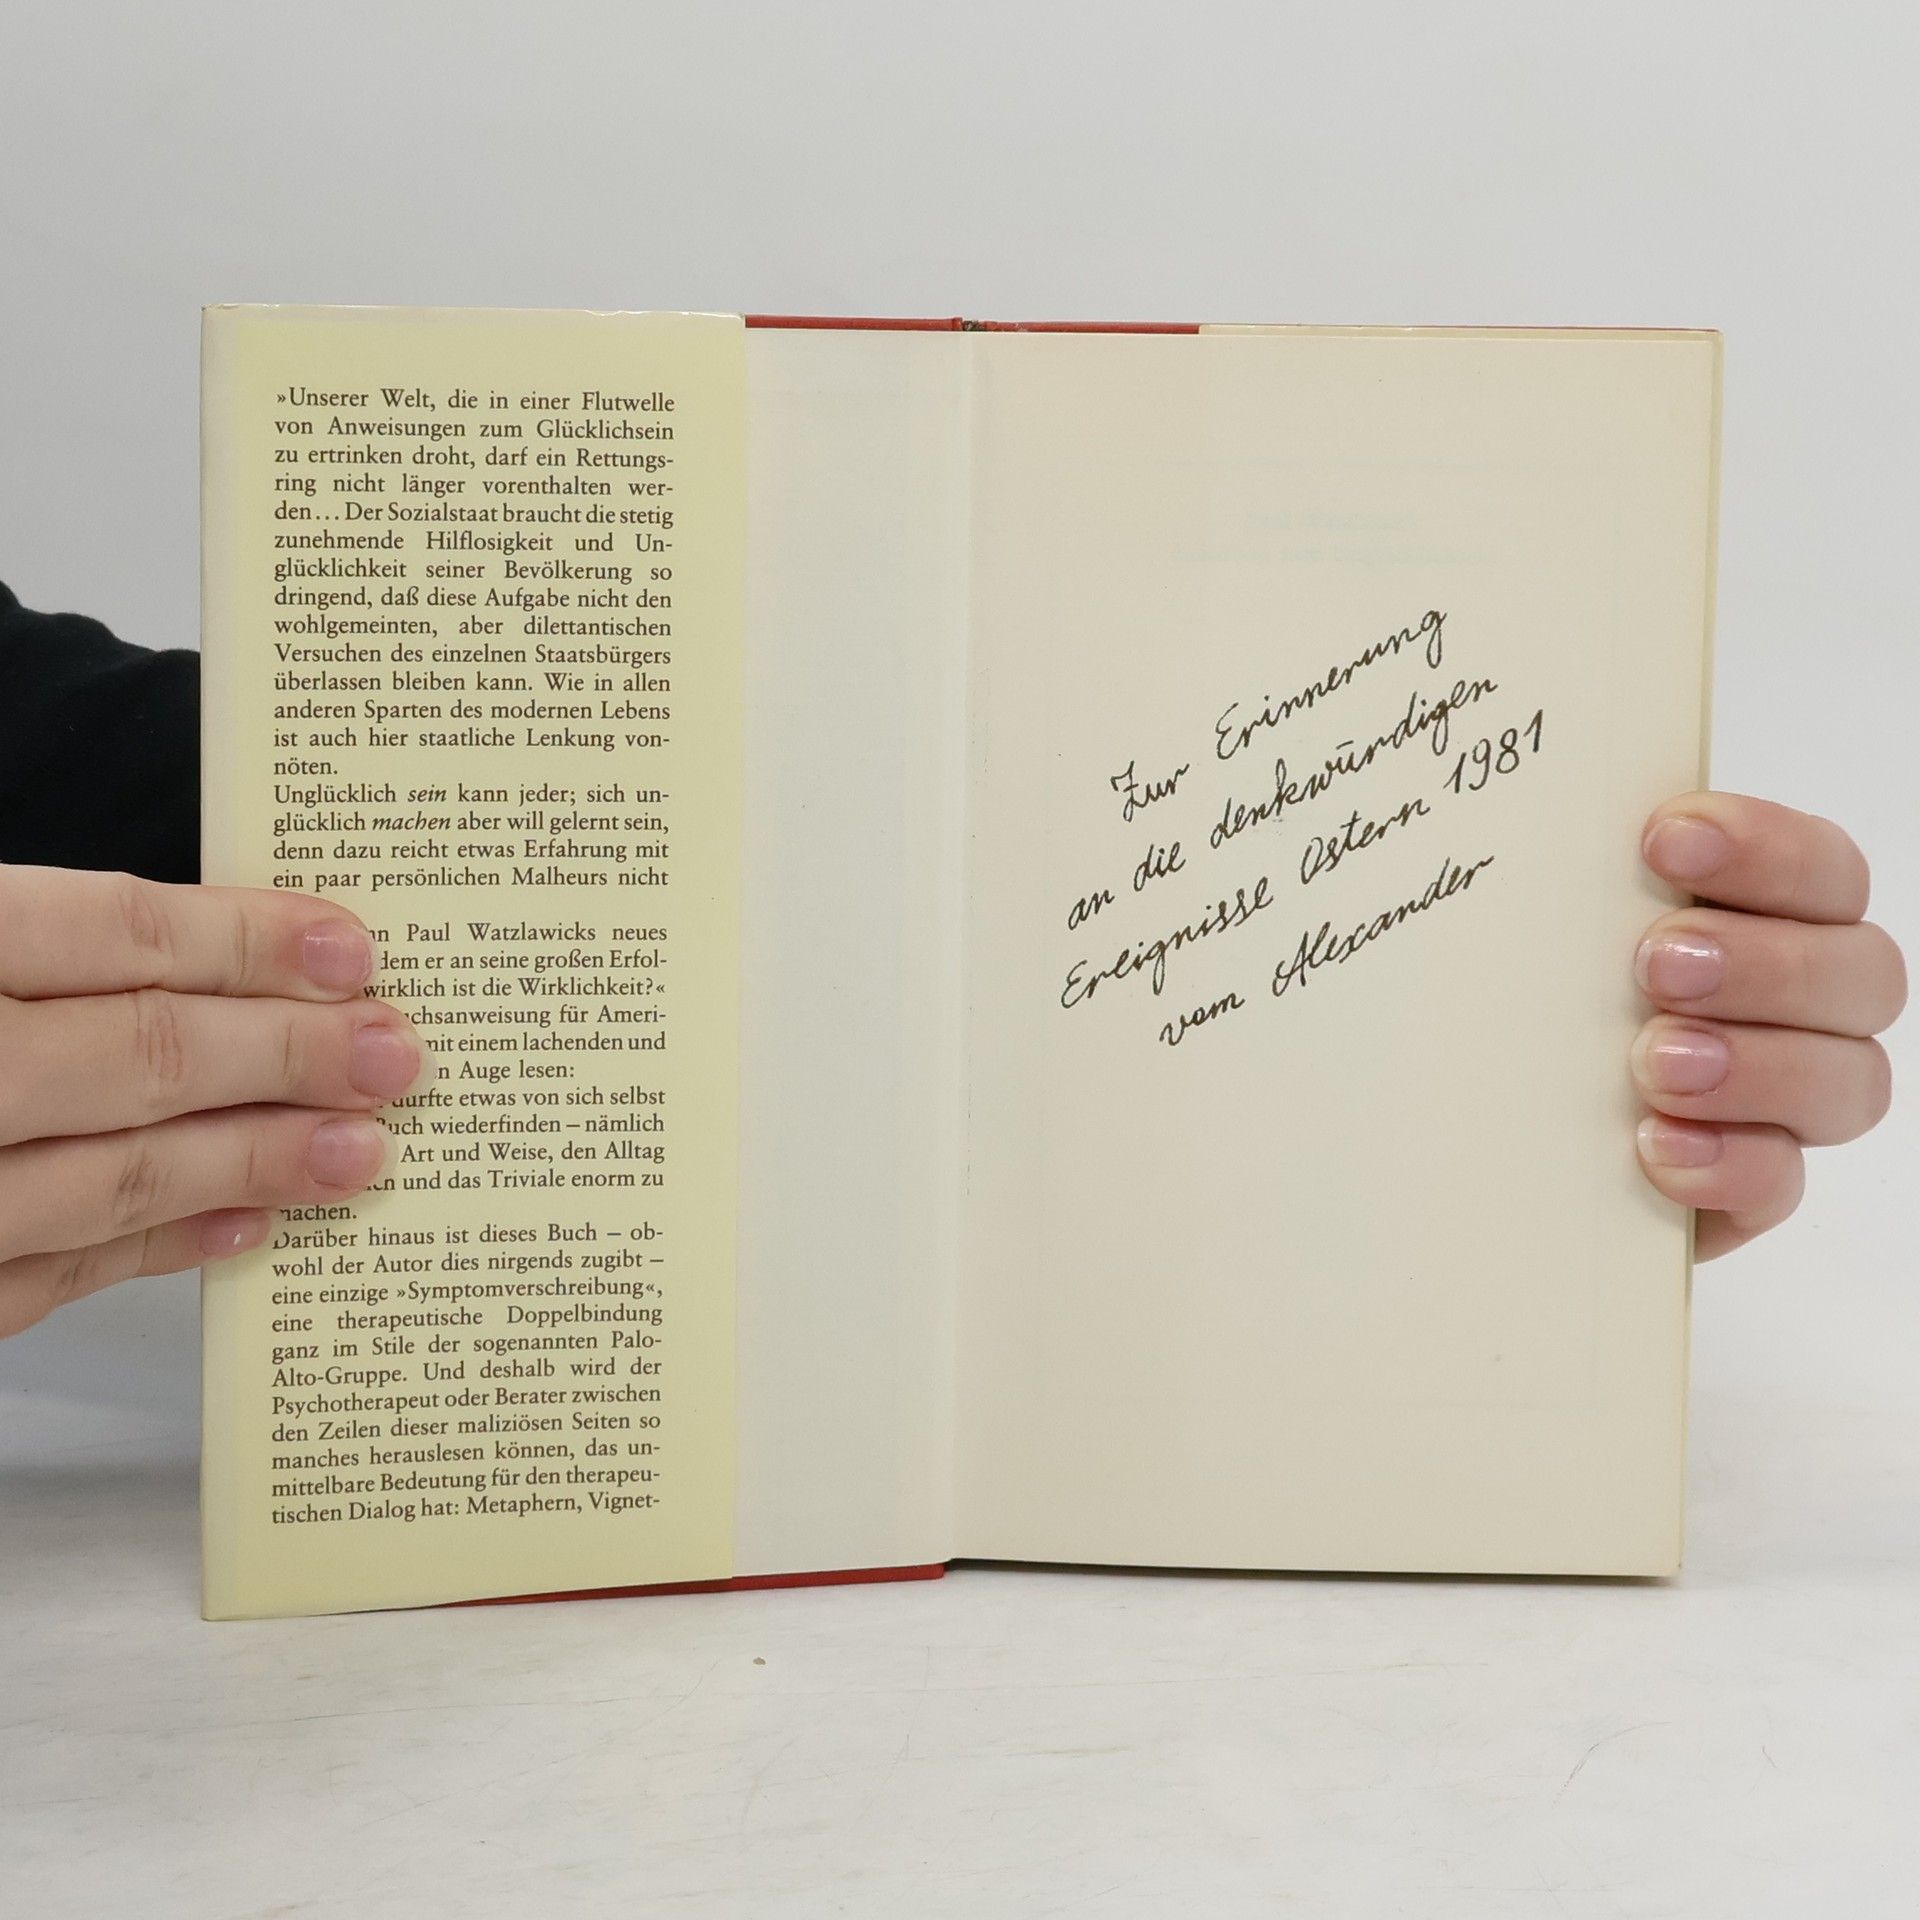 »Unserer Welt, die in einer Flutwelle
von Anweisungen zum Glücklichsein
zu ertrinken droht, darf ein Rettungs-
ring nicht länger vorenthalten wer-
den... Der Sozialstaat braucht die stetig
zunehmende Hilflosigkeit und Un-
glücklichkeit seiner Bevölkerung so
dringend, daß diese Aufgabe nicht den
wohlgemeinten, aber dilettantischen
Versuchen des einzelnen Staatsbürgers
überlassen bleiben kann. Wie in allen
anderen Sparten des modernen Lebens
ist auch hier staatliche Lenkung von-
nöten.
Unglücklich sein kann jeder; sich un-
glücklich machen aber will gelernt sein,
denn dazu reicht etwas Erfahrung mit
ein paar persönlichen Malheurs nicht
Paul Watzlawicks neues
dem er an seine großen Erfol-
wirklich ist die Wirklichkeit?«
für Ameri-
mit einem lachenden und
Auge lesen:
dürfte etwas von sich selbst
Buch wiederfinden – nämlich
Art und Weise, den Alltag
und das Triviale enorm zu
machen.
Darüber hinaus ist dieses Buch – ob-
wohl der Autor dies nirgends zugibt –
eine einzige »Symptomverschreibung«,
eine therapeutische Doppelbindung
ganz im Stile der sogenannten Palo-
Alto-Gruppe. Und deshalb wird der
Psychotherapeut oder Berater zwischen
den Zeilen dieser maliziösen Seiten so
manches herauslesen können, das un-
mittelbare Bedeutung für den therapeu-
tischen Dialog hat: Metaphern, Vignet-
Zur Erinnerung
an die denkwürdigen
Ereignisse Ostern 1981
vom Alexander